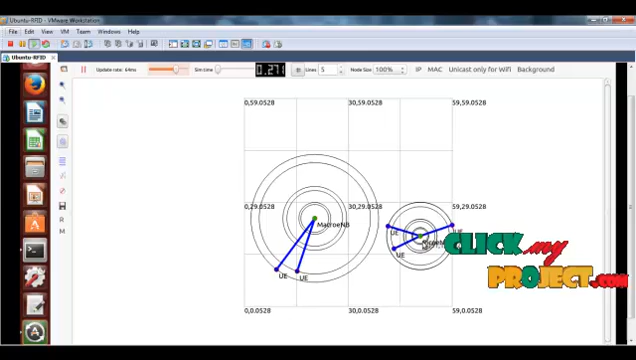 Ubuntu-RFID - VMware Workstation
File Edit View VM Team Windows Help
Ubuntu-RFID
Update rate: 64ms
Sim time
0.271
Lines 5
Node Size 100%
IP MAC Unicast only for Wifi Background
0,59.0528 30,59.0528 59,59.0528
0,29.0528 30,29.0528 59,29.0528
MacroeNB
UE
UE
UE
UE
UE
R
M
CLICK my
PROJECT.com
0,0.0528 30,0.0528 59,0.0528